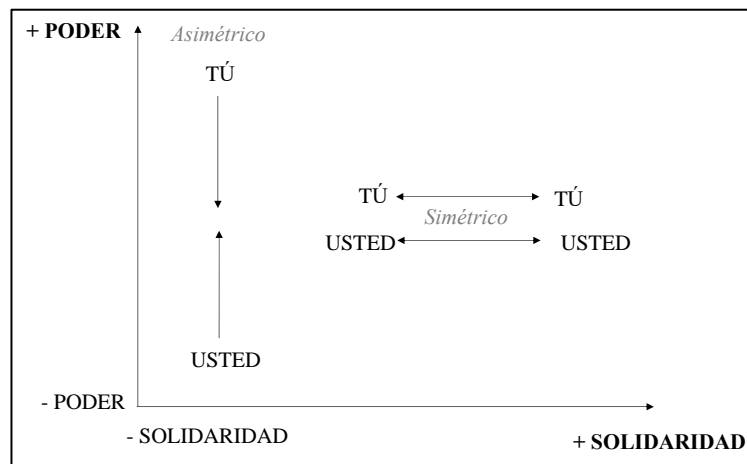 + PODER
Asimétrico
TÚ
TÚ TÚ
Simétrico
USTED USTED
USTED
- PODER
- SOLIDARIDAD
+ SOLIDARIDAD